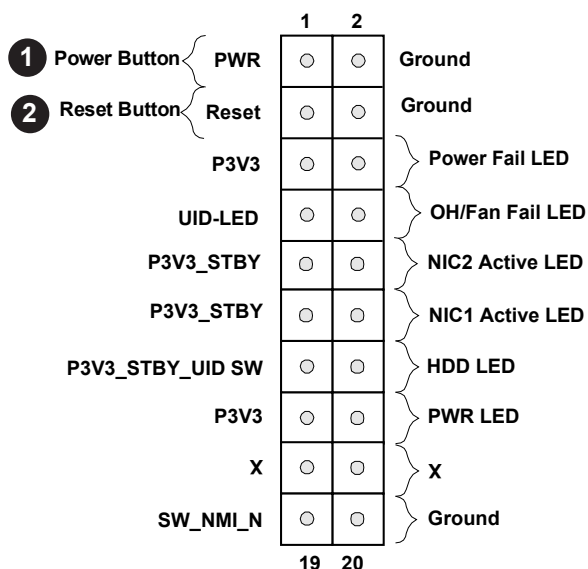 1 2
1 Power Button PWR Ground
2 Reset Button Reset Ground
P3V3 Power Fail LED
UID-LED OH/Fan Fail LED
P3V3_STBY NIC2 Active LED
P3V3_STBY NIC1 Active LED
P3V3_STBY_UID SW HDD LED
P3V3 PWR LED
X X
SW_NMI_N Ground
19 20